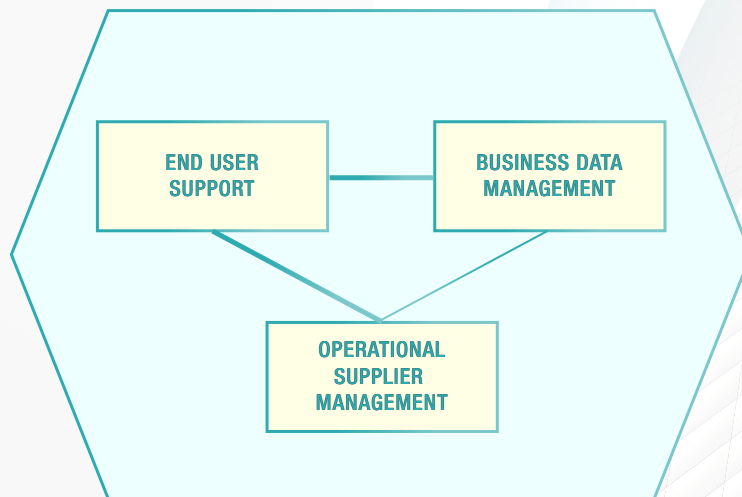 END USER
SUPPORT
BUSINESS DATA
MANAGEMENT
OPERATIONAL
SUPPLIER
MANAGEMENT